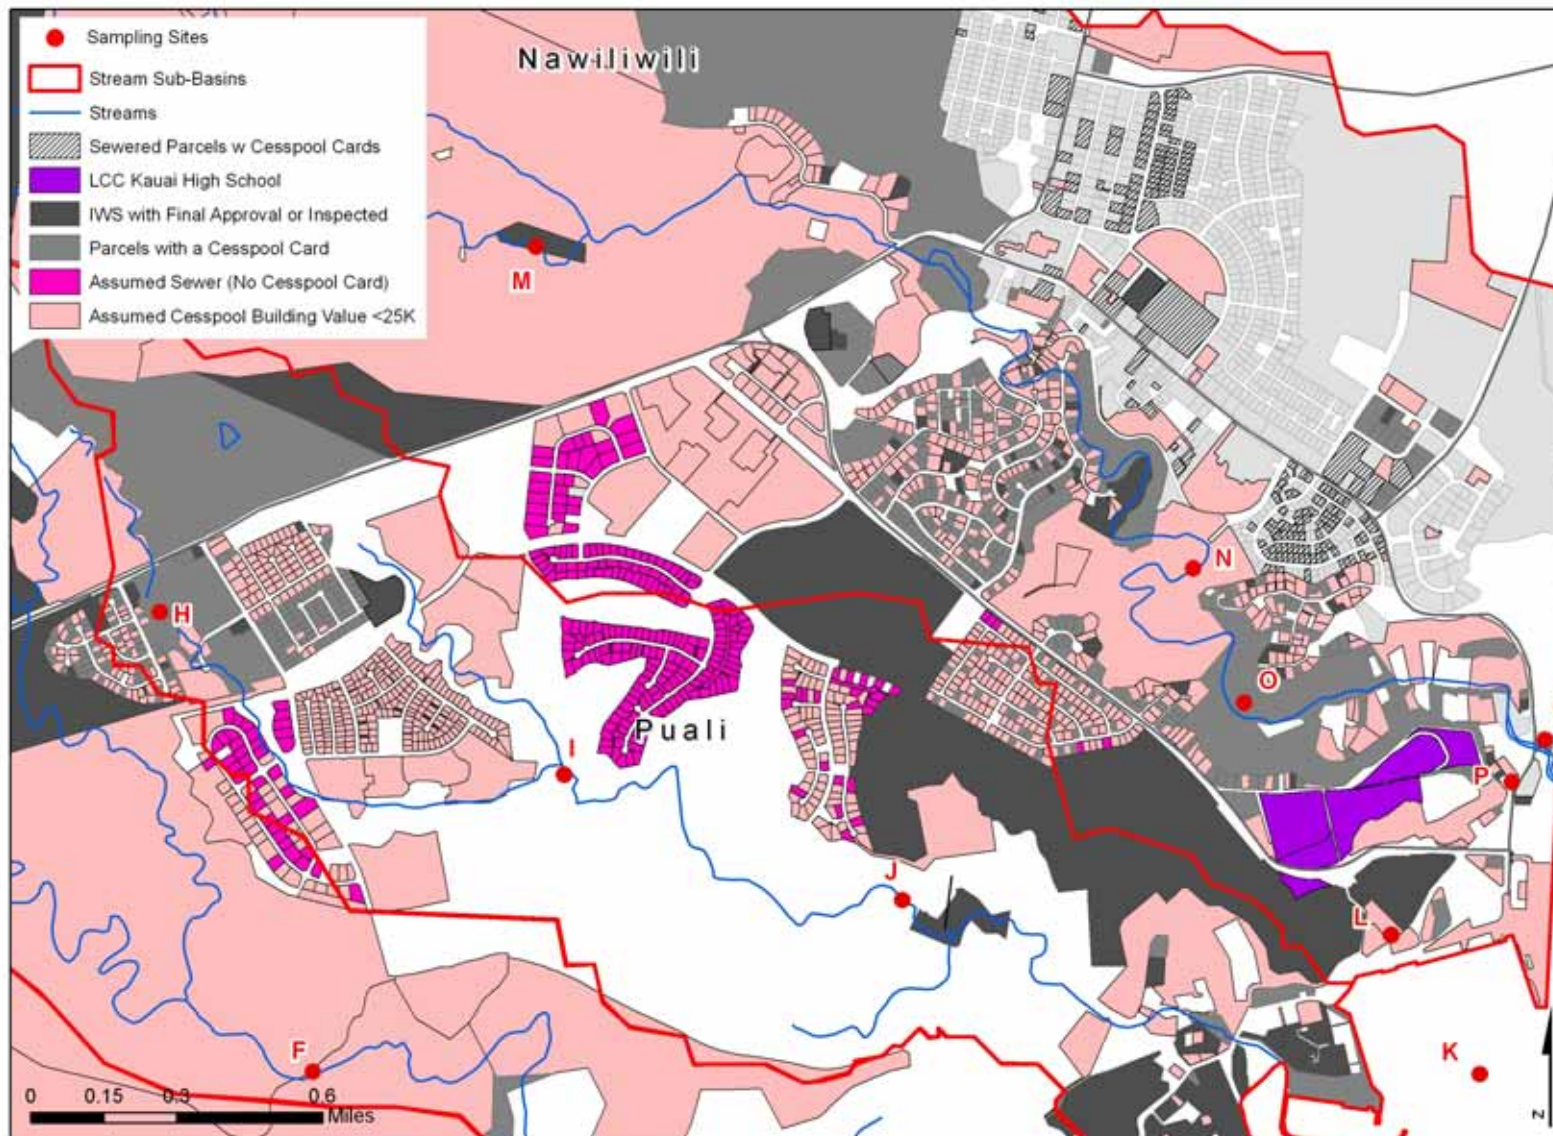 Sampling Sites
Stream Sub-Basins
Streams
Sewered Parcels w Cesspool Cards
LCC Kauai High School
IWS with Final Approval or Inspected
Parcels with a Cesspool Card
Assumed Sewer (No Cesspool Card)
Assumed Cesspool Building Value <25K
Nawiliwili
M
N
H
O
Puali
I
P
J
L
F
K
0 0.15 0.3 0.6
Miles
N